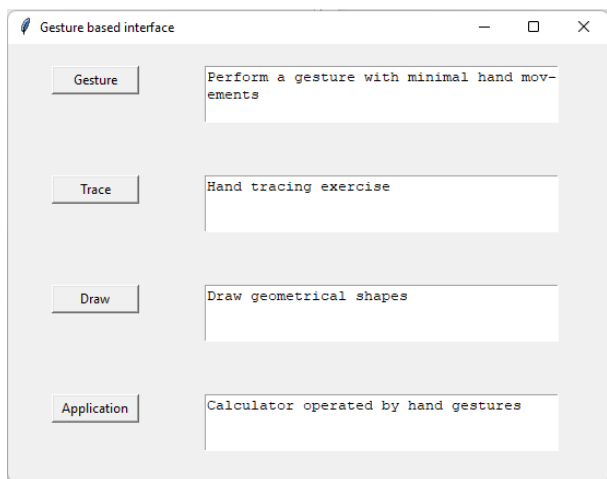 Gesture based interface
Gesture
Perform a gesture with minimal hand mov-
ements
Trace
Hand tracing exercise
Draw
Draw geometrical shapes
Application
Calculator operated by hand gestures